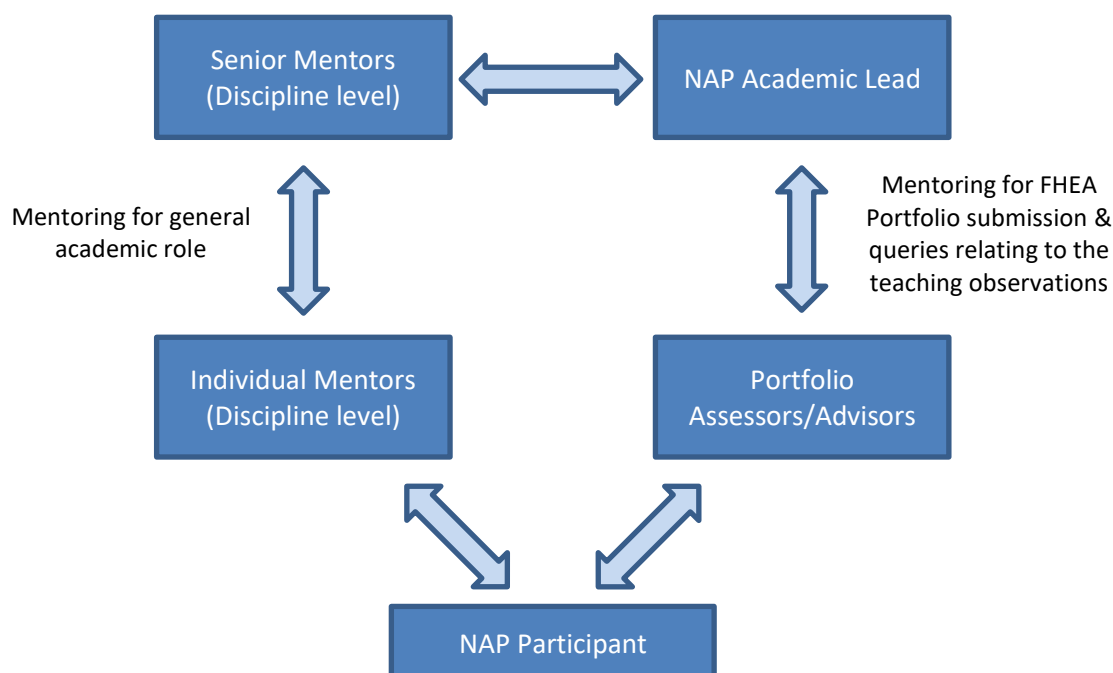 Senior Mentors
(Discipline level)
NAP Academic Lead
Mentoring for general
academic role
Mentoring for FHEA
Portfolio submission &
queries relating to the
teaching observations
Individual Mentors
(Discipline level)
Portfolio
Assessors/Advisors
NAP Participant